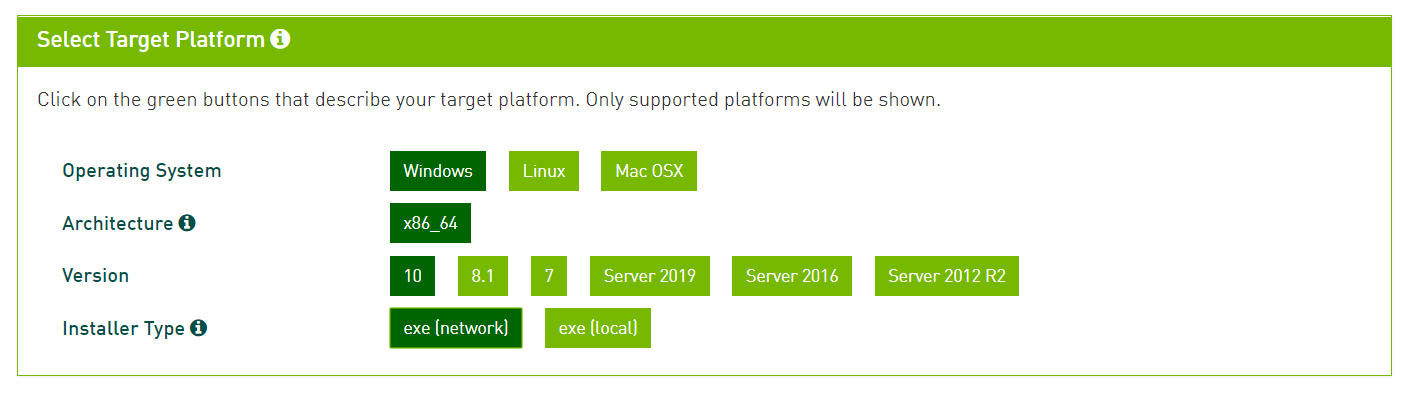 Select Target Platform
Click on the green buttons that describe your target platform. Only supported platforms will be shown.
Operating System Windows Linux Mac OSX
Architecture x86_64
Version 10 8.1 7 Server 2019 Server 2016 Server 2012 R2
Installer Type exe (network) exe (local)